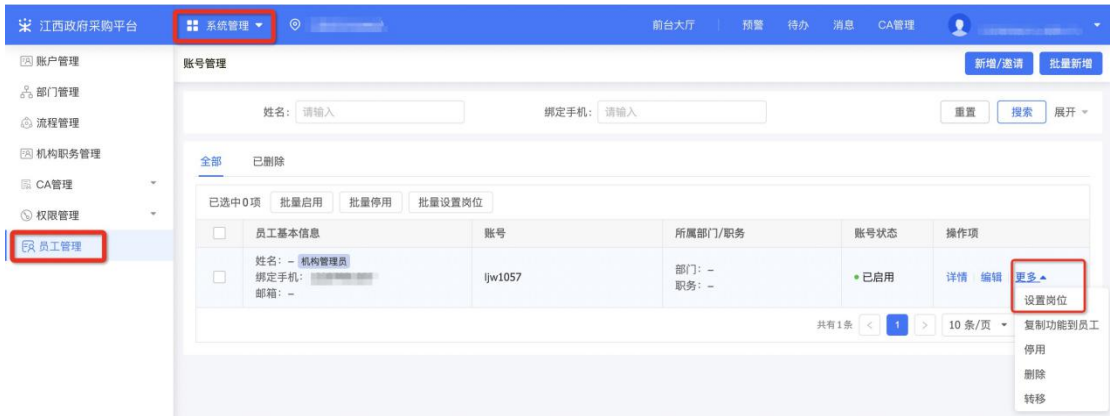 江西政府采购平台 系统管理 前台大厅 预警 待办 消息 CA管理
账户管理
部门管理
流程管理
机构职务管理
CA管理
权限管理
员工管理
账号管理 新增/邀请 批量新增
姓名: 请输入 绑定手机: 请输入 重置 搜索 展开
全部 已删除
已选中0项 批量启用 批量停用 批量设置岗位
员工基本信息 账号 所属部门/职务 账号状态 操作项
姓名: – 机构管理员
绑定手机:
邮箱: –
ljw1057
部门: –
职务: –
已启用
详情 编辑 更多
共有1条 < 1 > 10 条/页
设置岗位
复制功能到员工
停用
删除
转移